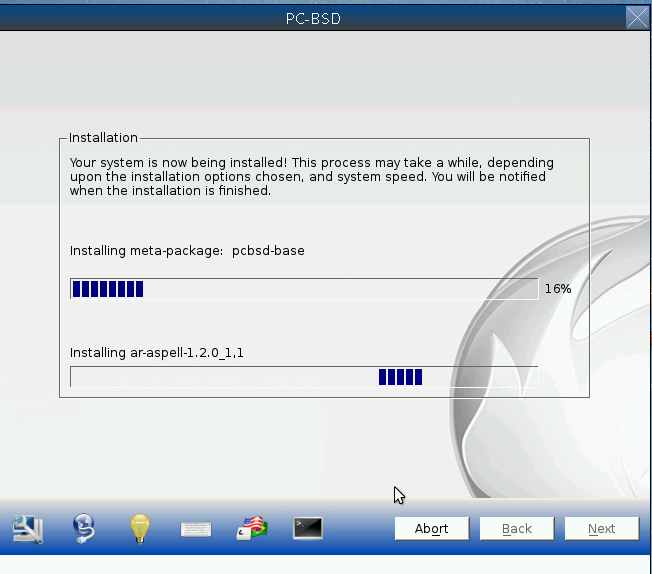 PC-BSD
Installation
Your system is now being installed! This process may take a while, depending
upon the installation options chosen, and system speed. You will be notified
when the installation is finished.
Installing meta-package: pcbsd-base
16%
Installing ar-aspell-1.2.0_1,1
Abort
Back
Next